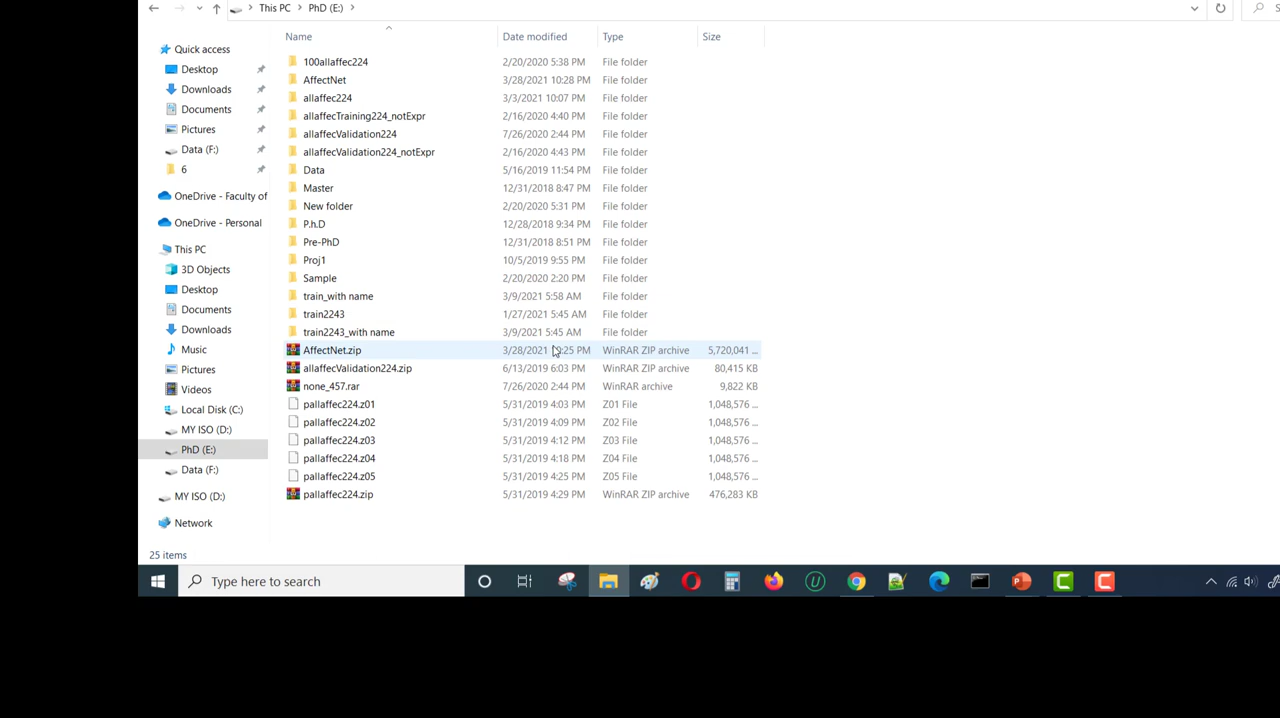 This PC > PhD (E:) >
Name Date modified Type Size
Quick access
Desktop
Downloads
Documents
Pictures
Data (F:)
6
OneDrive - Faculty of
OneDrive - Personal
This PC
3D Objects
Desktop
Documents
Downloads
Music
Pictures
Videos
Local Disk (C:)
MY ISO (D:)
PhD (E:)
Data (F:)
MY ISO (D:)
Network
100allaffec224 2/20/2020 5:38 PM File folder
AffectNet 3/28/2021 10:28 PM File folder
allaffec224 3/3/2021 10:07 PM File folder
allaffecTraining224_notExpr 2/16/2020 4:40 PM File folder
allaffecValidation224 7/26/2020 2:44 PM File folder
allaffecValidation224_notExpr 2/16/2020 4:43 PM File folder
Data 5/16/2019 11:54 PM File folder
Master 12/31/2018 8:47 PM File folder
New folder 2/20/2020 5:31 PM File folder
P.h.D 12/28/2018 9:34 PM File folder
Pre-PhD 12/31/2018 8:51 PM File folder
Proj1 10/5/2019 9:55 PM File folder
Sample 2/20/2020 2:20 PM File folder
train_with name 3/9/2021 5:58 AM File folder
train2243 1/27/2021 5:45 AM File folder
train2243_with name 3/9/2021 5:45 AM File folder
AffectNet.zip 3/28/2021 PM WinRAR ZIP archive 5,720,041 ...
allaffecValidation224.zip 6/13/2019 6:03 PM WinRAR ZIP archive 80,415 KB
none_457.rar 7/26/2020 2:44 PM WinRAR archive 9,822 KB
pallaffec224.z01 5/31/2019 4:03 PM Z01 File 1,048,576 ...
pallaffec224.z02 5/31/2019 4:09 PM Z02 File 1,048,576 ...
pallaffec224.z03 5/31/2019 4:12 PM Z03 File 1,048,576 ...
pallaffec224.z04 5/31/2019 4:18 PM Z04 File 1,048,576 ...
pallaffec224.z05 5/31/2019 4:25 PM Z05 File 1,048,576 ...
pallaffec224.zip 5/31/2019 4:29 PM WinRAR ZIP archive 476,283 KB
25 items
Type here to search